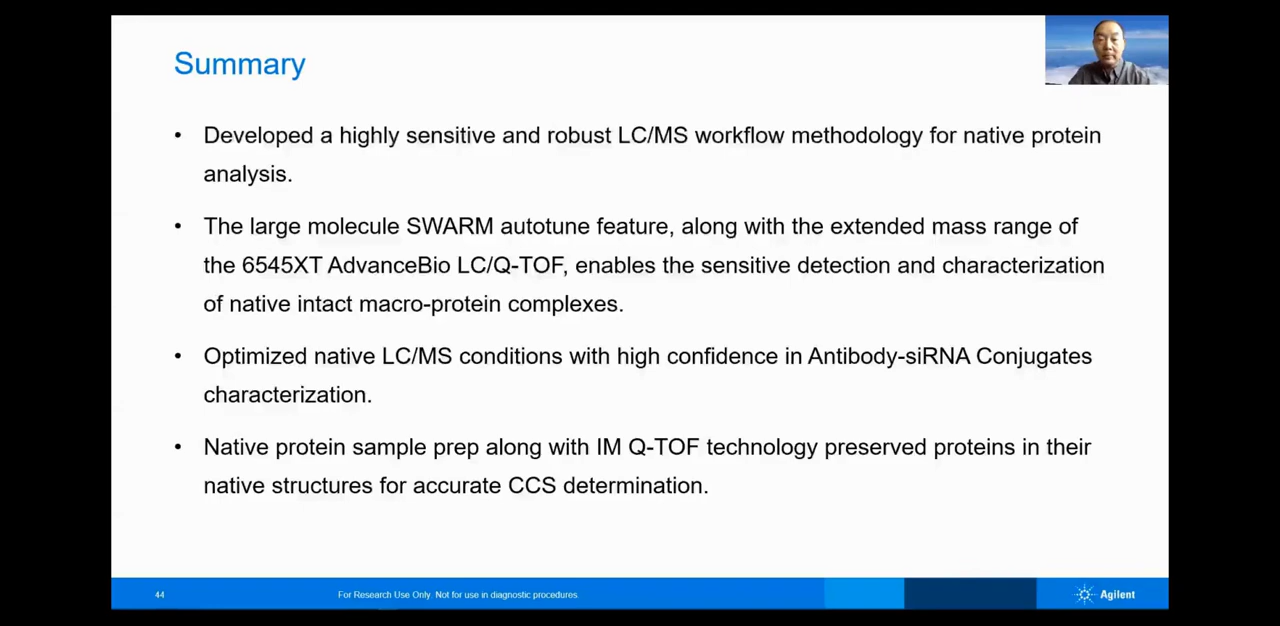 Summary
• Developed a highly sensitive and robust LC/MS workflow methodology for native protein
analysis.
• The large molecule SWARM autotune feature, along with the extended mass range of
the 6545XT AdvanceBio LC/Q-TOF, enables the sensitive detection and characterization
of native intact macro-protein complexes.
• Optimized native LC/MS conditions with high confidence in Antibody-siRNA Conjugates
characterization.
• Native protein sample prep along with IM Q-TOF technology preserved proteins in their
native structures for accurate CCS determination.
44
For Research Use Only. Not for use in diagnostic procedures.
Agilent